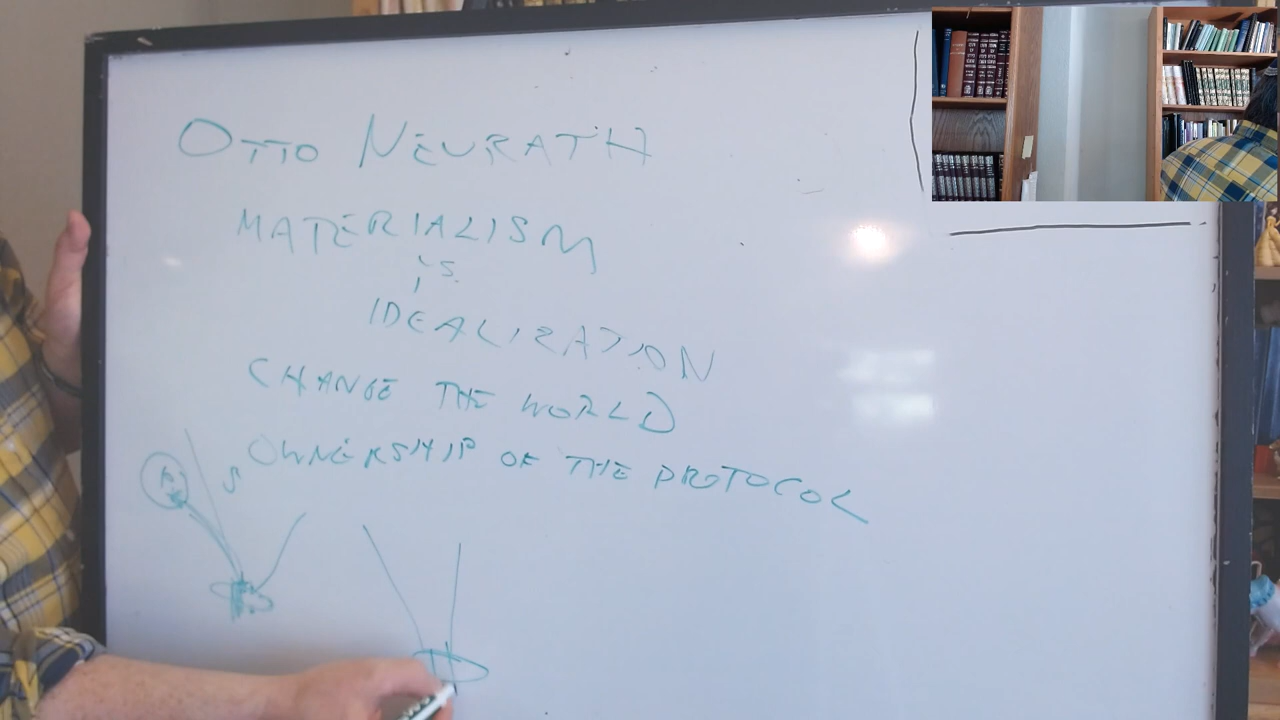 OTTO NEURATH
MATERIALISM
is
IDEALIZATION
CHANGE THE WORLD
OWNERSHIP OF THE PROTOCOL